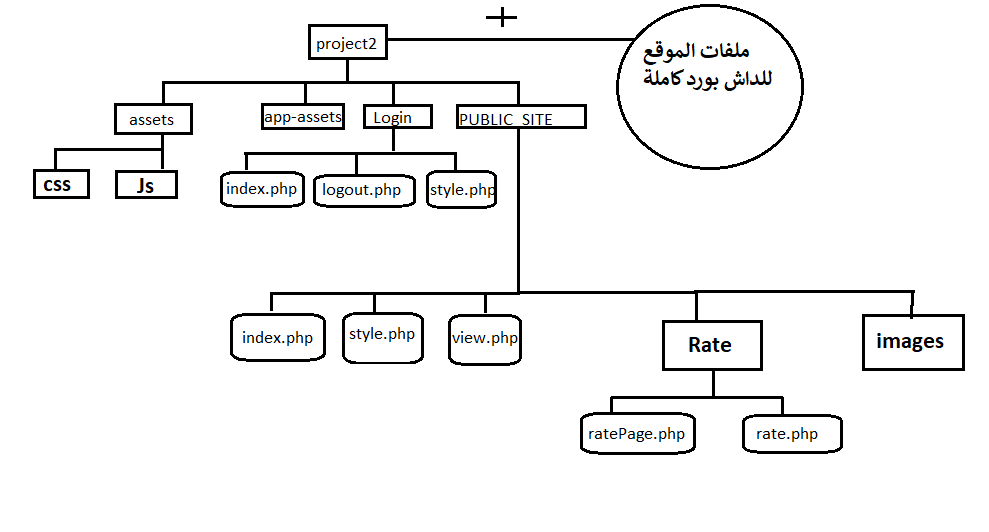 project2
ملفات الموقع
للداش بورد كاملة
assets
app-assets
Login
PUBLIC_SITE
css
Js
index.php
logout.php
style.php
index.php
style.php
view.php
Rate
images
ratePage.php
rate.php